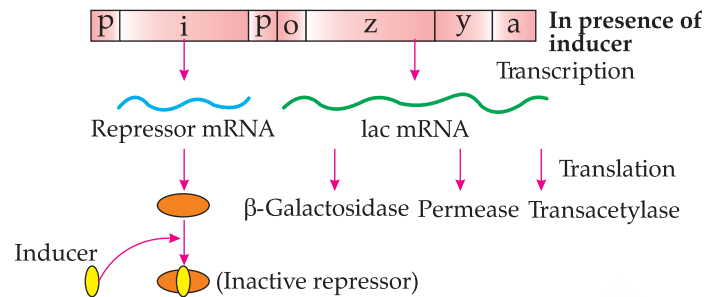 p i p o z y a
In presence of
inducer
Transcription
Repressor mRNA
lac mRNA
Translation
β-Galactosidase
Permease
Transacetylase
Inducer
(Inactive repressor)